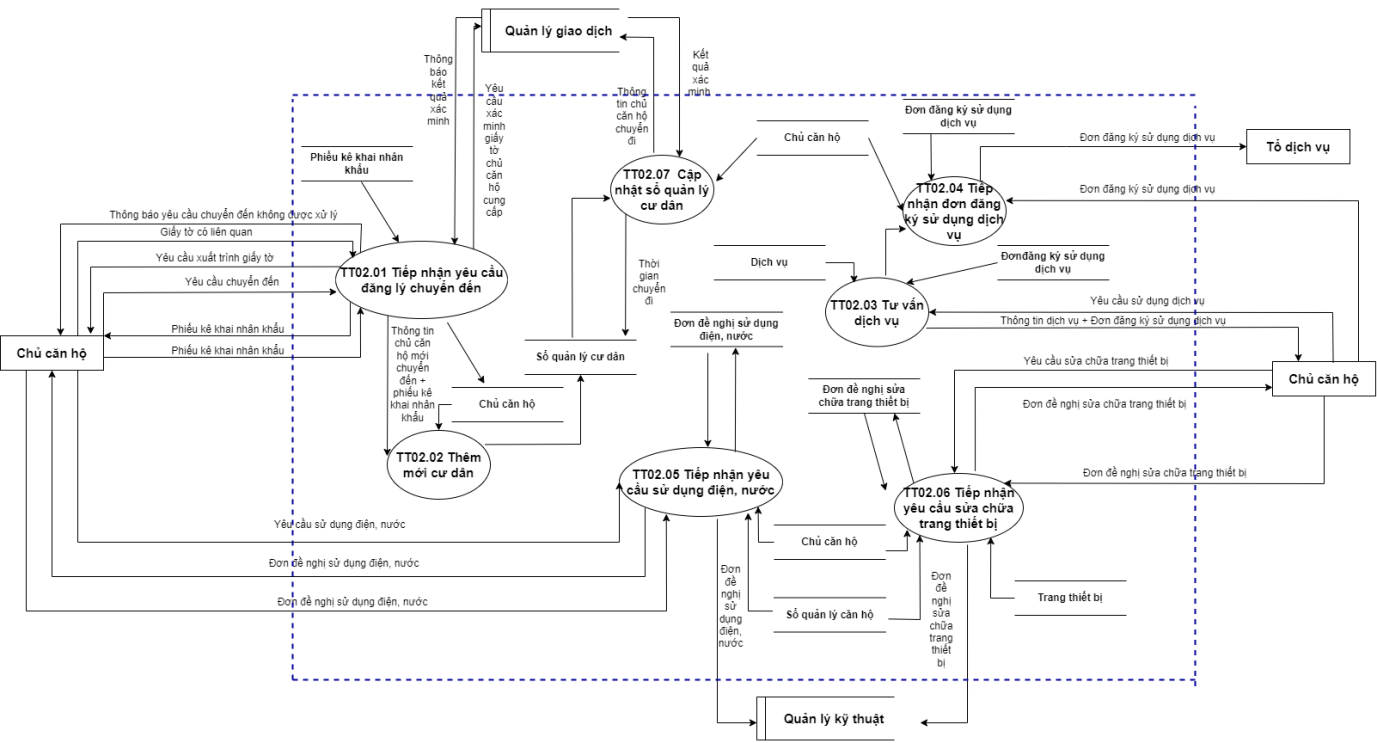 Quản lý giao dịch
Thông
báo
kết
quả
xác
minh
Yêu
cầu
xác
minh giấy
tờ
chủ
căn
hộ
cung
cấp
Thông
tin chủ
căn hộ
chuyển
đi
Kết
quả
xác
minh
Phiếu kê khai nhân
khẩu
Chủ căn hộ
Đơn đăng ký sử dụng
dịch vụ
Đơn đăng ký sử dụng dịch vụ
Tổ dịch vụ
TT02.07 Cập
nhật sổ quản lý
cư dân
TT02.04 Tiếp
nhận đơn đăng
ký sử dụng dịch
vụ
Đơn đăng ký sử dụng dịch vụ
Thông báo yêu cầu chuyển đến không được xử lý
Giấy tờ có liên quan
Yêu cầu xuất trình giấy tờ
Yêu cầu chuyển đến
Phiếu kê khai nhân khẩu
Phiếu kê khai nhân khẩu
Chủ căn hộ
TT02.01 Tiếp nhận yêu cầu
đăng lý chuyển đến
Thời
gian
chuyển
đi
Dịch vụ
Đơnđăng ký sử dụng
dịch vụ
TT02.03 Tư vấn
dịch vụ
Yêu cầu sử dụng dịch vụ
Thông tin dịch vụ + Đơn đăng ký sử dụng dịch vụ
Đơn đề nghị sử dụng
điện, nước
Thông tin
chủ căn
hộ mới
chuyển
đến +
phiếu kê
khai nhân
khẩu
Sổ quản lý cư dân
Chủ căn hộ
Yêu cầu sửa chữa trang thiết bị
Chủ căn hộ
Đơn đề nghị sửa
chữa trang thiết bị
Đơn đề nghị sửa chữa trang thiết bị
TT02.02 Thêm
mới cư dân
TT02.05 Tiếp nhận yêu
cầu sử dụng điện, nước
TT02.06 Tiếp nhận
yêu cầu sửa chữa
trang thiết bị
Đơn đề nghị sửa chữa trang thiết bị
Yêu cầu sử dụng điện, nước
Đơn đề nghị sử dụng điện, nước
Đơn đề nghị sử dụng điện, nước
Chủ căn hộ
Sổ quản lý căn hộ
Trang thiết bị
Đơn
đề
nghị
sử
dụng
điện,
nước
Đơn
đề
nghị
sửa
chữa
trang
thiết
bị
Quản lý kỹ thuật